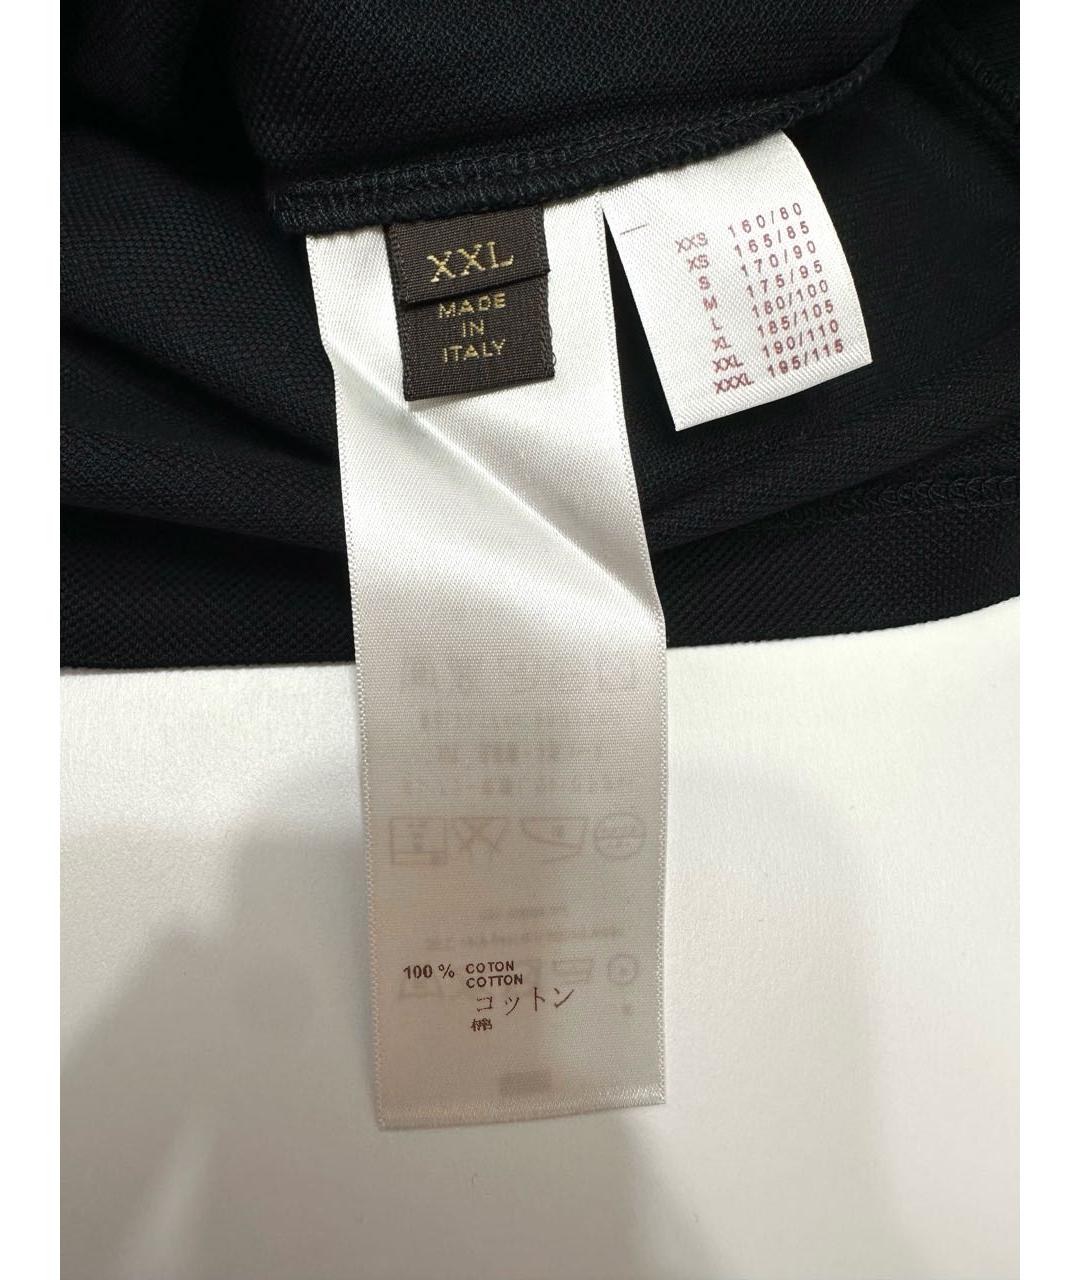 XXL
MADE
IN
ITALY
XXS 160/80
XS 165/85
S 170/90
M 175/95
L 180/100
XL 185/105
XXL 190/110
XXXL 195/115
100 % COTON
COTTON
コットン
棉